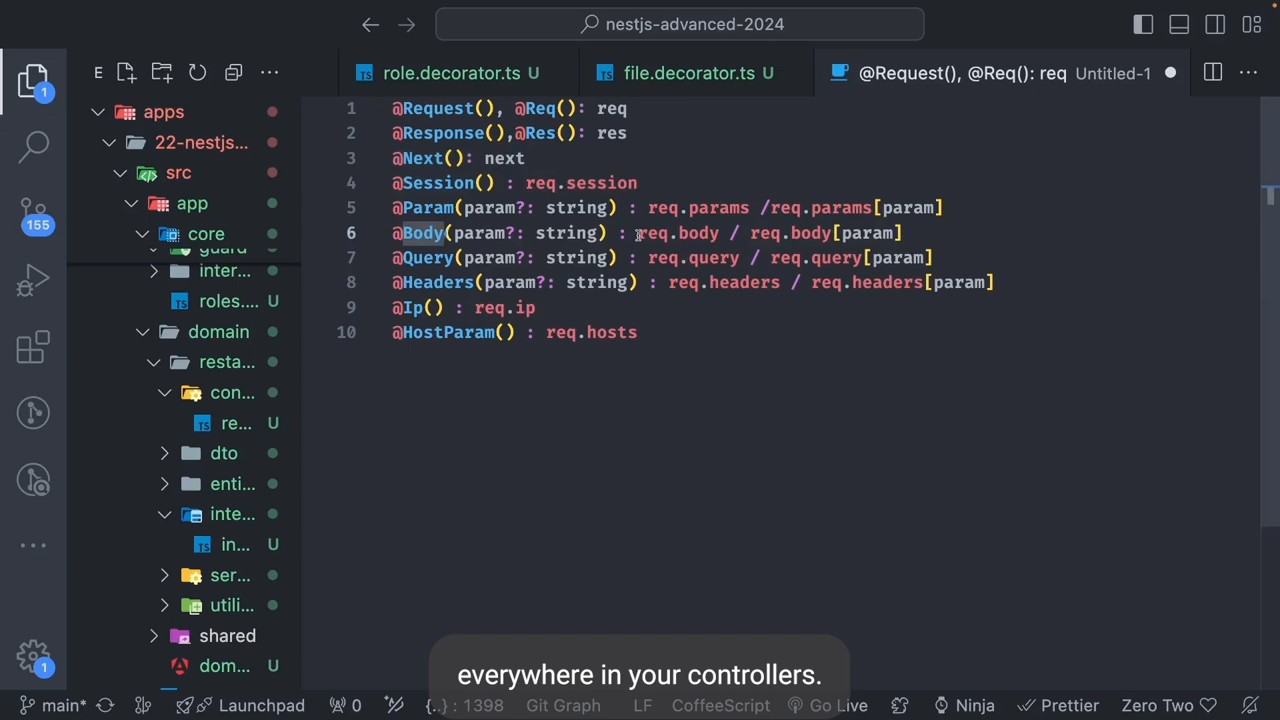 nestjs-advanced-2024
E
role.decorator.ts U
file.decorator.ts U
@Request(), @Req(): req Untitled-1
1 @Request(), @Req(): req
2 @Response(),@Res(): res
3 @Next(): next
4 @Session() : req.session
5 @Param(param?: string) : req.params /req.params[param]
6 @Body(param?: string) : req.body / req.body[param]
7 @Query(param?: string) : req.query / req.query[param]
8 @Headers(param?: string) : req.headers / req.headers[param]
9 @Ip() : req.ip
10 @HostParam() : req.hosts
apps
22-nestjs...
src
app
core
guard
inter...
roles.... U
domain
resta...
con...
re... U
dto
enti...
inte...
in... U
ser...
utili...
shared
dom... U
1
155
1
everywhere in your controllers.
main* Launchpad 0 {..} : 1398 Git Graph LF CoffeeScript Go Live Ninja Prettier Zero Two